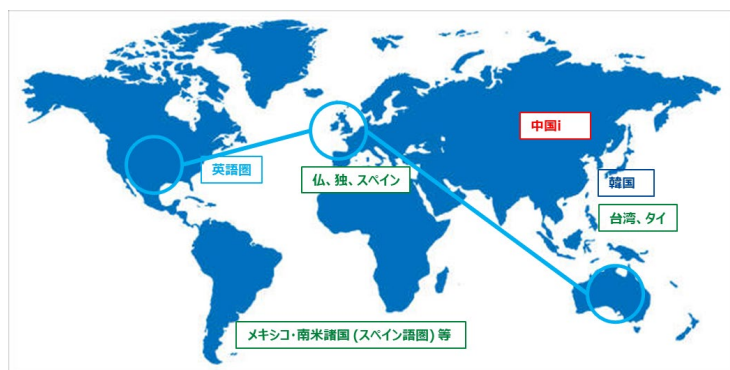 中国i
英語圏
仏、独、スペイン
韓国
台湾、タイ
メキシコ・南米諸国 (スペイン語圏) 等